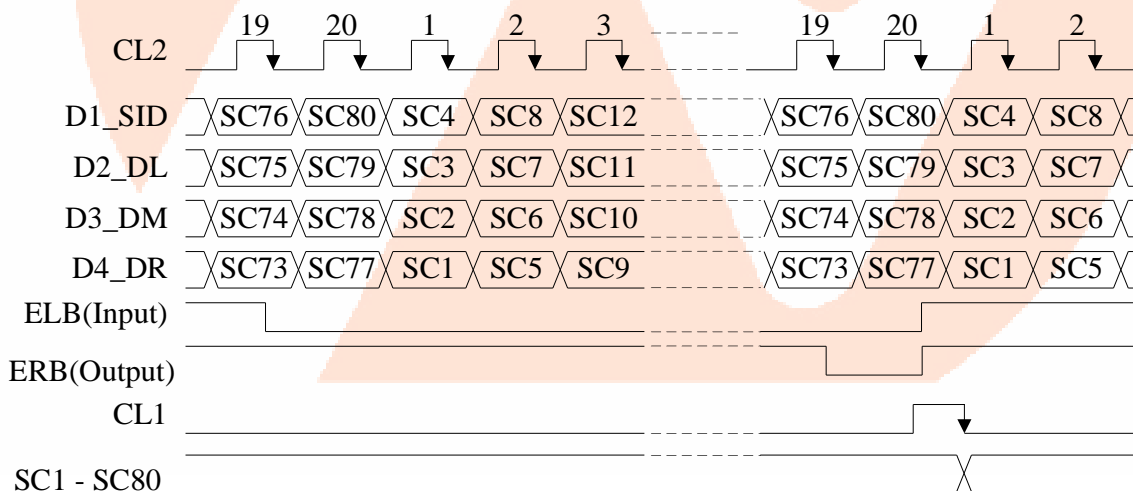 19 20 1 2 3 19 20 1 2
CL2
D1_SID SC76 SC80 SC4 SC8 SC12 SC76 SC80 SC4 SC8
D2_DL SC75 SC79 SC3 SC7 SC11 SC75 SC79 SC3 SC7
D3_DM SC74 SC78 SC2 SC6 SC10 SC74 SC78 SC2 SC6
D4_DR SC73 SC77 SC1 SC5 SC9 SC73 SC77 SC1 SC5
ELB(Input)
ERB(Output)
CL1
SC1 - SC80